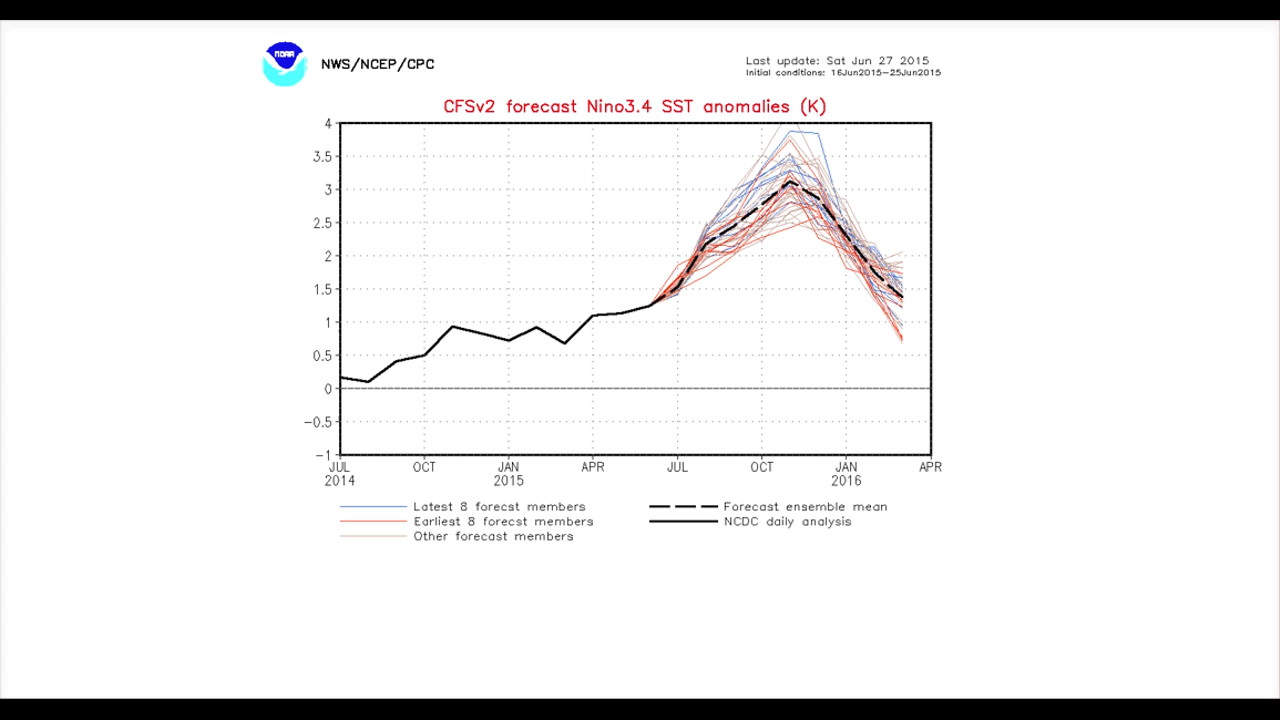 NOAA
NWS/NCEP/CPC
Last update: Sat Jun 27 2015
Initial conditions: 16Jun2015-25Jun2015
CFSv2 forecast Nino3.4 SST anomalies (K)
4
3.5
3
2.5
2
1.5
1
0.5
0
-0.5
-1
JUL OCT JAN APR JUL OCT JAN APR
2014 2015 2016
Latest 8 forecst members
Earliest 8 forecst members
Other forecast members
Forecast ensemble mean
NCDC daily analysis